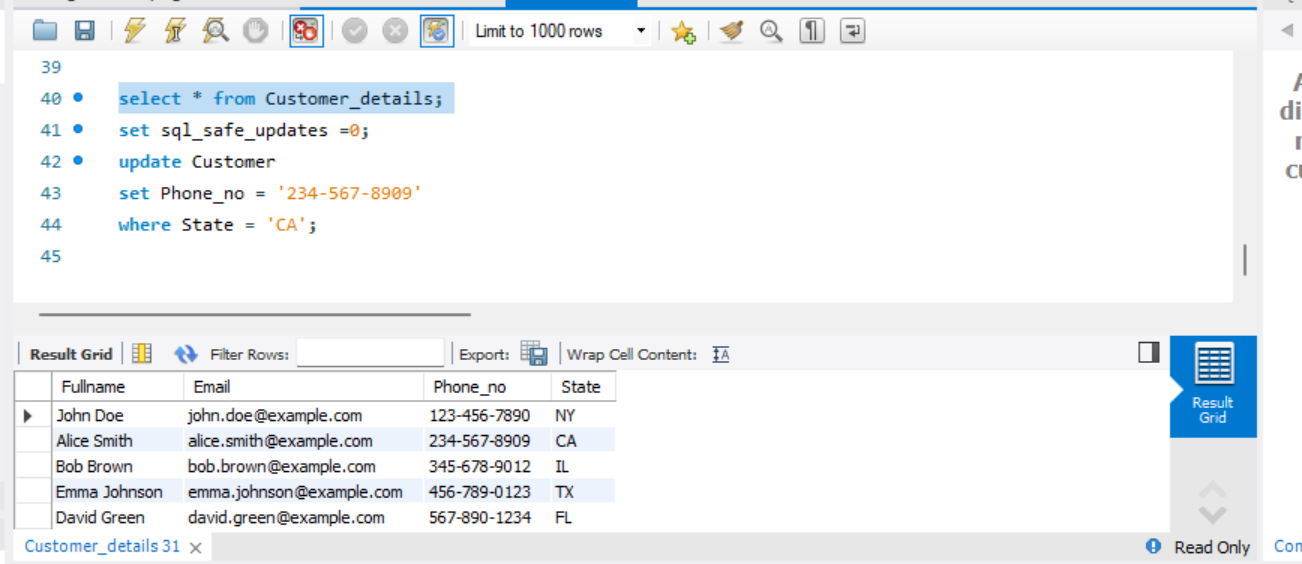 Limit to 1000 rows
39
40 select * from Customer_details;
41 set sql_safe_updates =0;
42 update Customer
43 set Phone_no = '234-567-8909'
44 where State = 'CA';
45
Result Grid Filter Rows: Export: Wrap Cell Content:
Fullname Email Phone_no State
John Doe john.doe@example.com 123-456-7890 NY
Alice Smith alice.smith@example.com 234-567-8909 CA
Bob Brown bob.brown@example.com 345-678-9012 IL
Emma Johnson emma.johnson@example.com 456-789-0123 TX
David Green david.green@example.com 567-890-1234 FL
Result
Grid
Customer_details 31
Read Only